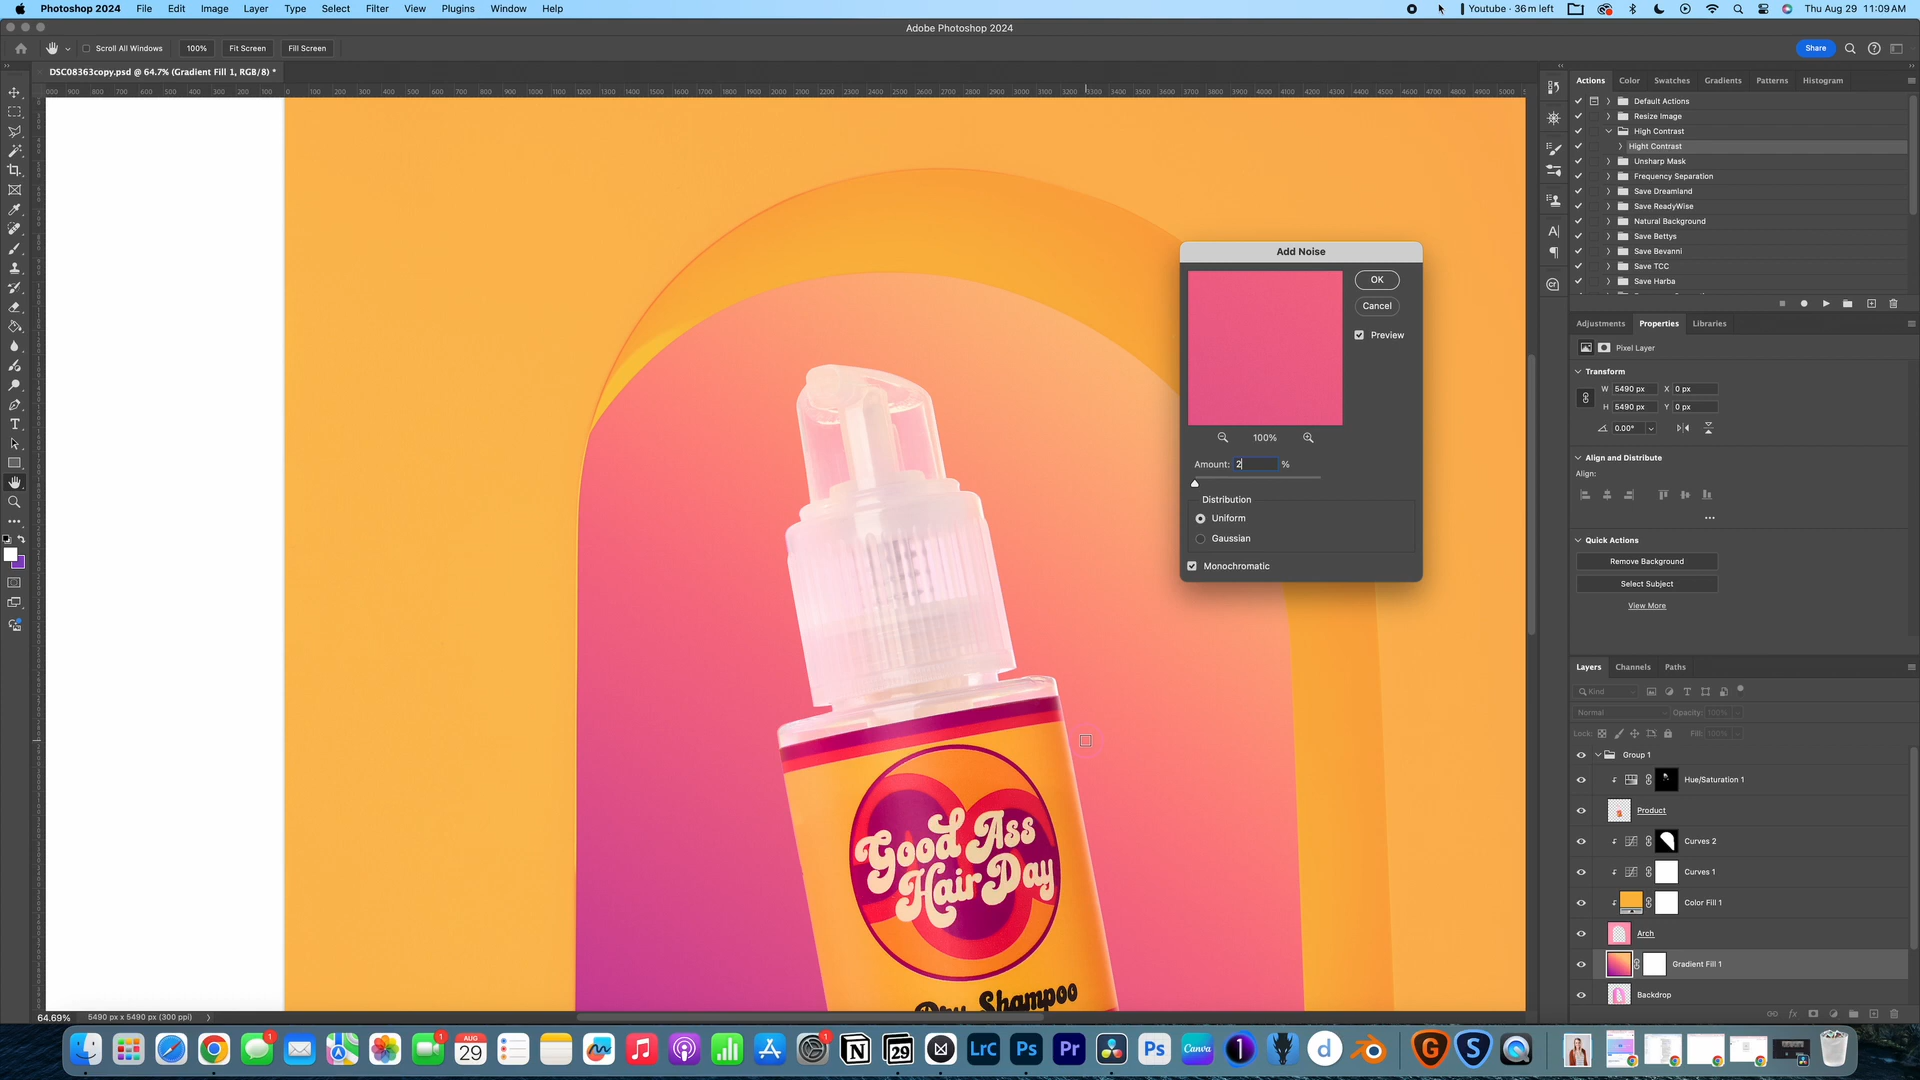 Photoshop 2024 File Edit Image Layer Type Select Filter View Plugins Window Help
Youtube · 36 m left
Thu Aug 29 11:09 AM
Adobe Photoshop 2024
Scroll All Windows 100% Fit Screen Fill Screen
Share
DSC08363copy.psd @ 64.7% (Gradient Fill 1, RGB/8) *
Actions Color Swatches Gradients Patterns Histogram
Default Actions
Resize Image
High Contrast
Hight Contrast
Unsharp Mask
Frequency Separation
Save Dreamland
Save ReadyWise
Natural Background
Save Bettys
Save Bevanni
Save TCC
Save Harba
Add Noise
OK
Cancel
Preview
100%
Amount: 2 %
Distribution
Uniform
Gaussian
Monochromatic
Adjustments Properties Libraries
Pixel Layer
Transform
W 5490 px X 0 px
H 5490 px Y 0 px
0.00°
Align and Distribute
Align:
Quick Actions
Remove Background
Select Subject
View More
Layers Channels Paths
Kind
Normal Opacity: 100%
Lock: Fill: 100%
Group 1
Hue/Saturation 1
Product
Curves 2
Curves 1
Color Fill 1
Arch
Gradient Fill 1
Backdrop
Good Ass
Hair Day
Dry Shampoo
64.69% 5490 px x 5490 px (300 ppi)
AUG
29
29
LrC
Ps
Pr
Ps
Canva